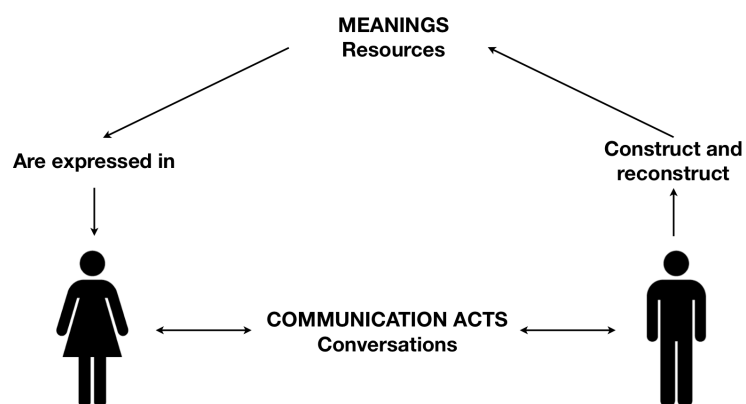 MEANINGS
Resources
Are expressed in
Construct and
reconstruct
COMMUNICATION ACTS
Conversations